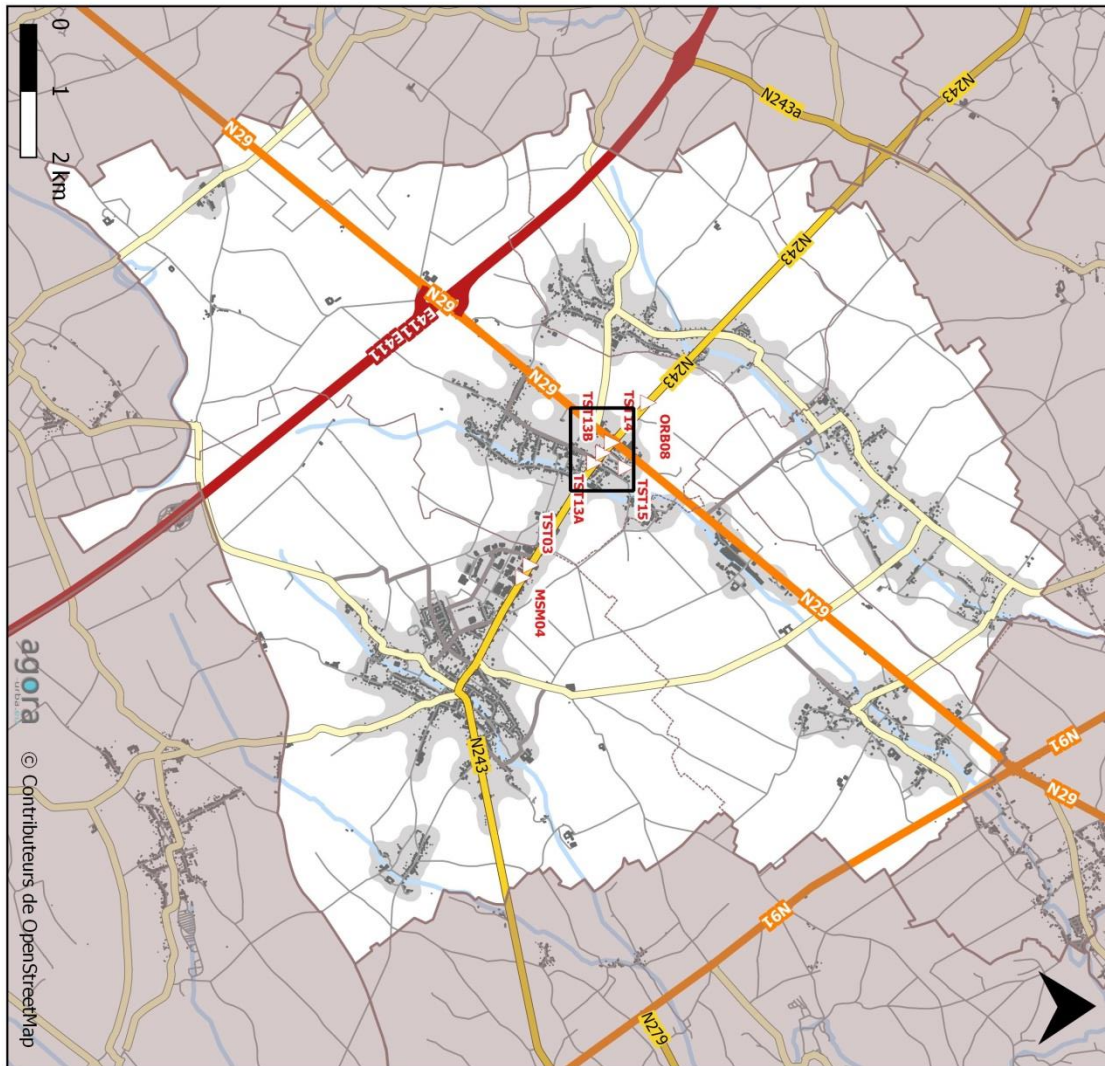 N91
N29
N243
N29
N243
N243a
N91
N243
ORB08
N279
TST15
TST14
TST13B
TST13A
TST03
N29
MSM04
N243
N29
E411E411
N29
0 1 2 km
agora
© Contributeurs de OpenStreetMap